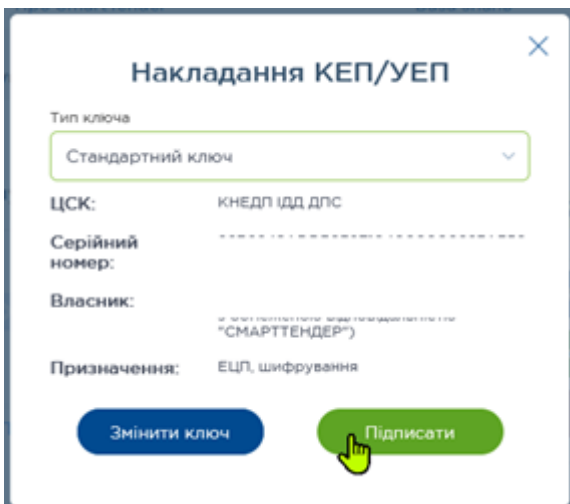 Накладання КЕП/УЕП
Тип ключа
Стандартний ключ
ЦСК: КНЕДП ІДД ДПС
Серійний
номер:
Власник:
"СМАРТТЕНДЕР")
Призначення: ЕЦП, шифрування
Змінити ключ Підписати